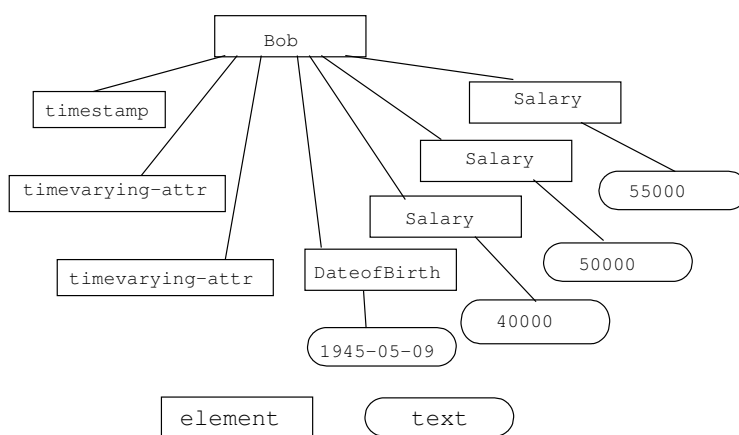 Bob
timestamp
Salary
timevarying-attr
Salary
55000
Salary
timevarying-attr
DateofBirth
50000
40000
1945-05-09
element
text